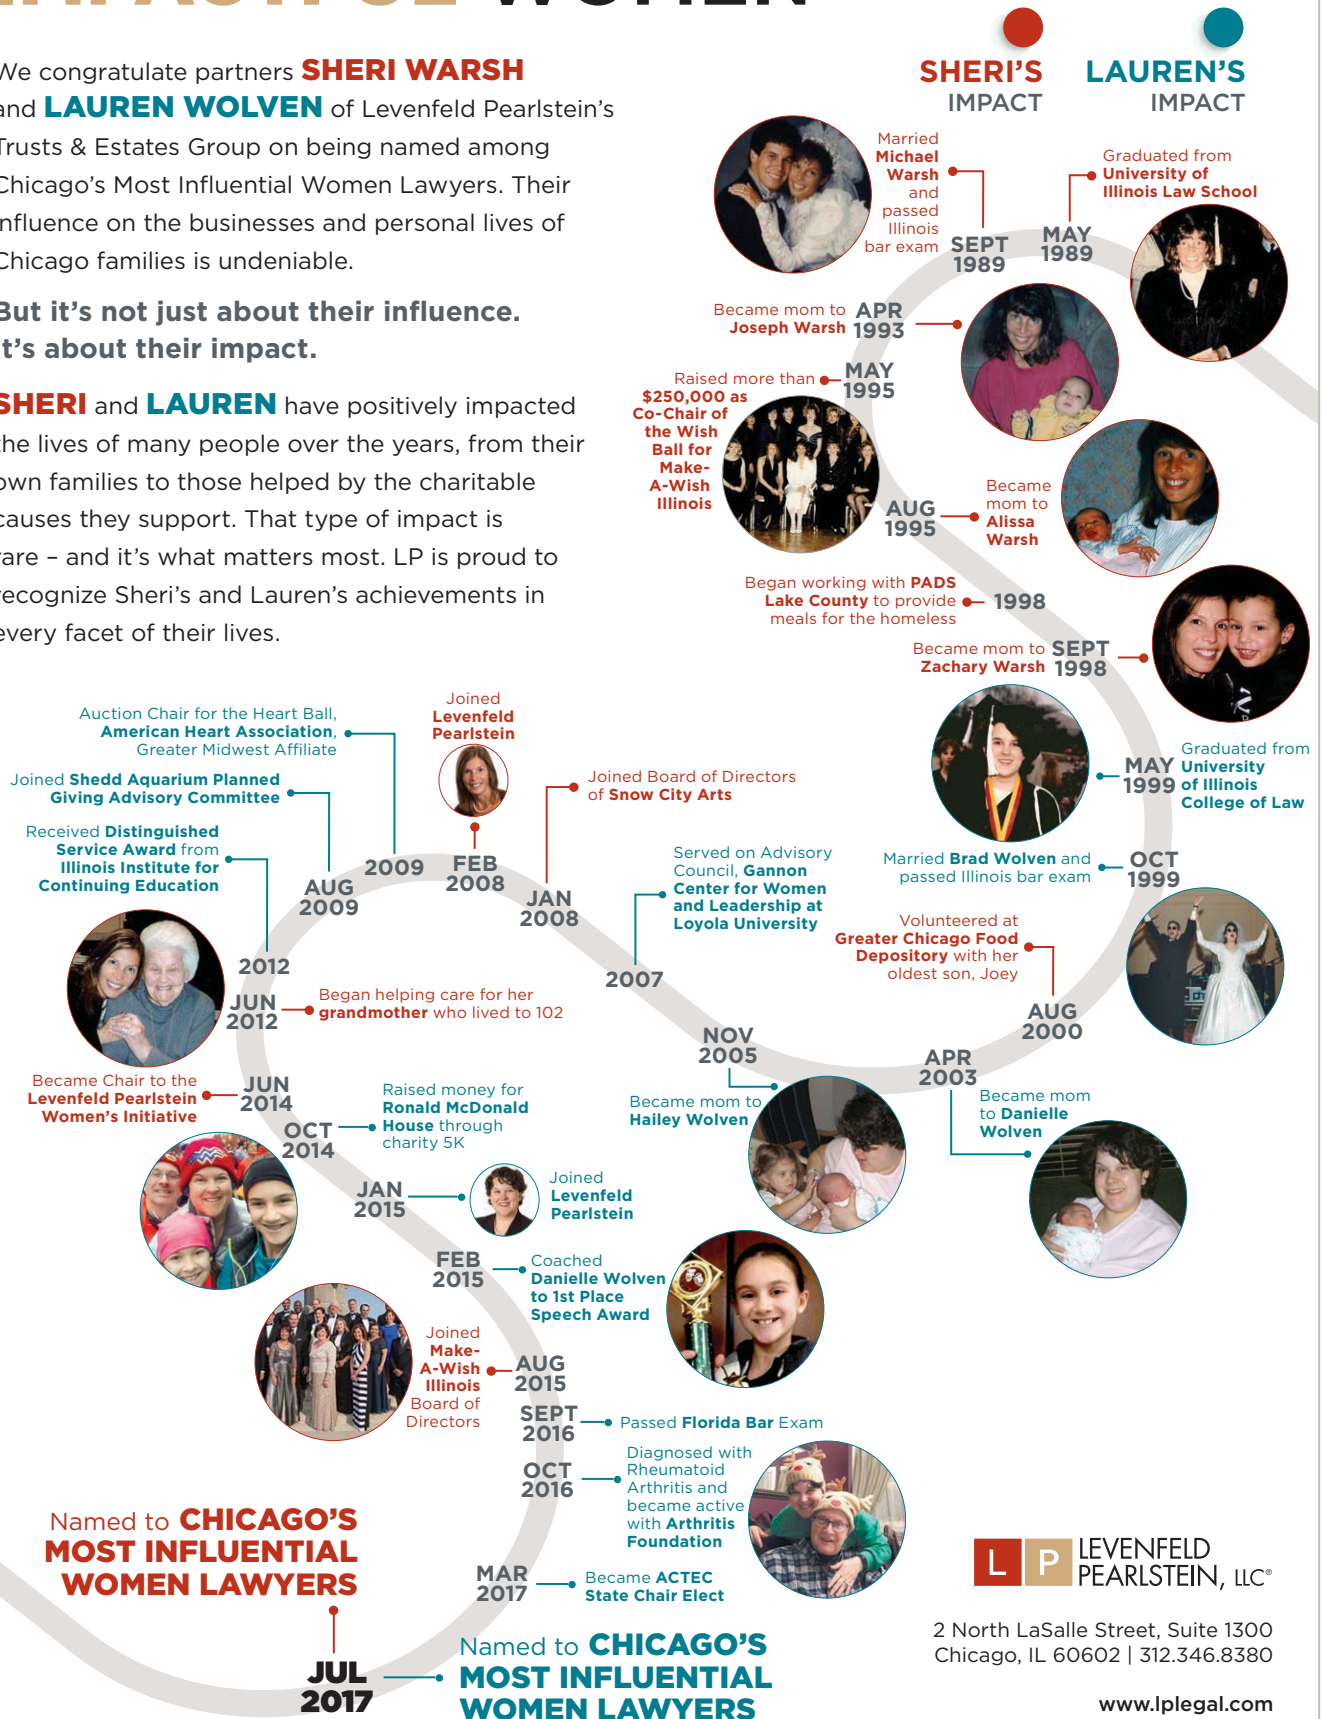 IMPACTFUL WOMEN
We congratulate partners SHERI WARSH
and LAUREN WOLVEN of Levenfeld Pearlstein's
Trusts & Estates Group on being named among
Chicago's Most Influential Women Lawyers. Their
influence on the businesses and personal lives of
Chicago families is undeniable.
But it's not just about their influence.
It's about their impact.
SHERI and LAUREN have positively impacted
the lives of many people over the years, from their
own families to those helped by the charitable
causes they support. That type of impact is
rare – and it's what matters most. LP is proud to
recognize Sheri's and Lauren's achievements in
every facet of their lives.
SHERI'S
IMPACT
LAUREN'S
IMPACT
Graduated from
University of
Illinois Law School
MAY
1989
Married
Michael
Warsh
and
passed
Illinois
bar exam
SEPT
1989
Became mom to
Joseph Warsh
APR
1993
Raised more than
$250,000 as
Co-Chair of
the Wish
Ball for
Make-
A-Wish
Illinois
MAY
1995
AUG
1995
Became
mom to
Alissa
Warsh
Began working with PADS
Lake County to provide
meals for the homeless
1998
Became mom to
Zachary Warsh
SEPT
1998
MAY
1999
Graduated from
University
of Illinois
College of Law
Married Brad Wolven and
passed Illinois bar exam
OCT
1999
Volunteered at
Greater Chicago Food
Depository with her
oldest son, Joey
AUG
2000
APR
2003
Became mom
to Danielle
Wolven
NOV
2005
Became mom to
Hailey Wolven
Served on Advisory
Council, Gannon
Center for Women
and Leadership at
Loyola University
2007
Joined Board of Directors
of Snow City Arts
JAN
2008
Joined
Levenfeld
Pearlstein
FEB
2008
Auction Chair for the Heart Ball,
American Heart Association,
Greater Midwest Affiliate
2009
Joined Shedd Aquarium Planned
Giving Advisory Committee
AUG
2009
Received Distinguished
Service Award from
Illinois Institute for
Continuing Education
2012
JUN
2012
Began helping care for her
grandmother who lived to 102
Became Chair to the
Levenfeld Pearlstein
Women's Initiative
JUN
2014
OCT
2014
Raised money for
Ronald McDonald
House through
charity 5K
JAN
2015
Joined
Levenfeld
Pearlstein
FEB
2015
Coached
Danielle Wolven
to 1st Place
Speech Award
Joined
Make-
A-Wish
Illinois
Board of
Directors
AUG
2015
SEPT
2016
Passed Florida Bar Exam
OCT
2016
Diagnosed with
Rheumatoid
Arthritis and
became active
with Arthritis
Foundation
MAR
2017
Became ACTEC
State Chair Elect
Named to CHICAGO'S
MOST INFLUENTIAL
WOMEN LAWYERS
JUL
2017
Named to CHICAGO'S
MOST INFLUENTIAL
WOMEN LAWYERS
L P LEVENFELD
PEARLSTEIN, LLC®
2 North LaSalle Street, Suite 1300
Chicago, IL 60602 | 312.346.8380
www.lplegal.com